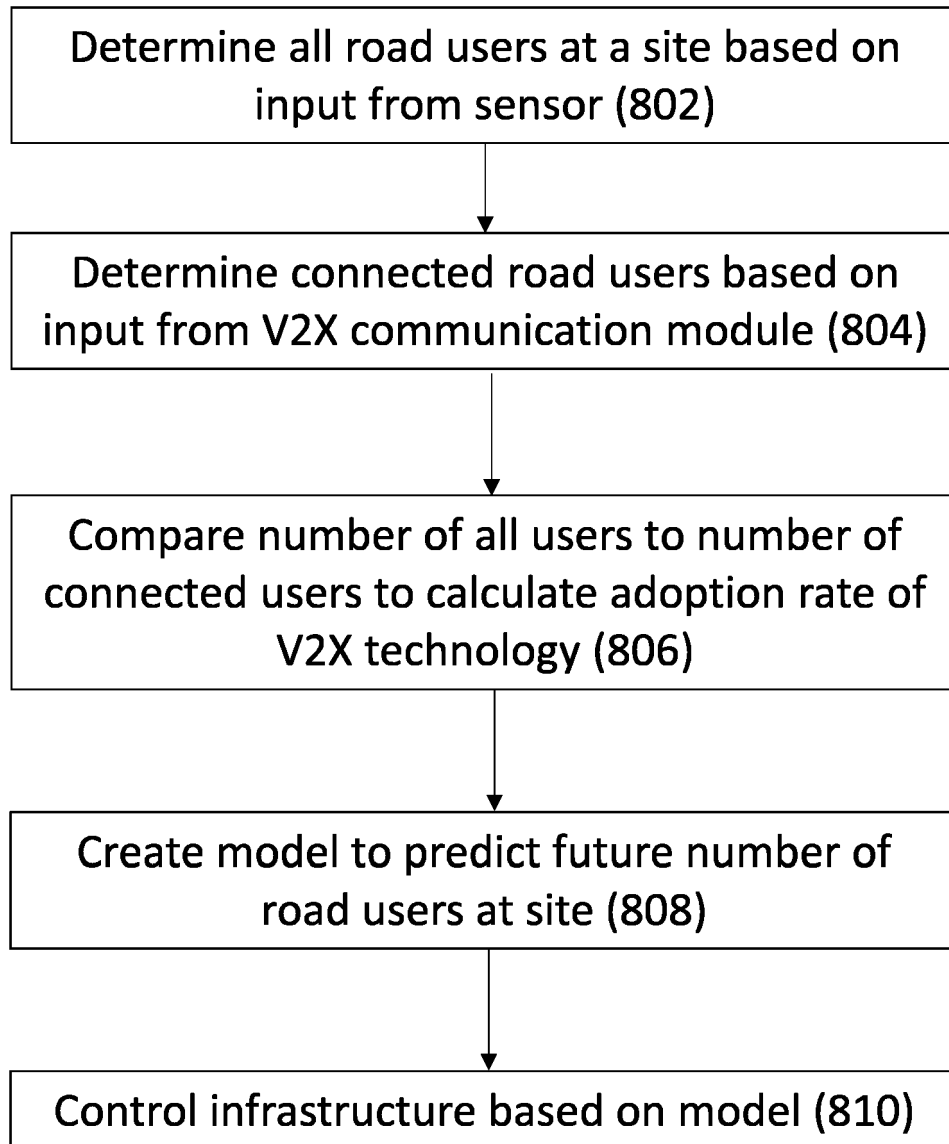 Determine all road users at a site based on
input from sensor (802)
Determine connected road users based on
input from V2X communication module (804)
Compare number of all users to number of
connected users to calculate adoption rate of
V2X technology (806)
Create model to predict future number of
road users at site (808)
Control infrastructure based on model (810)